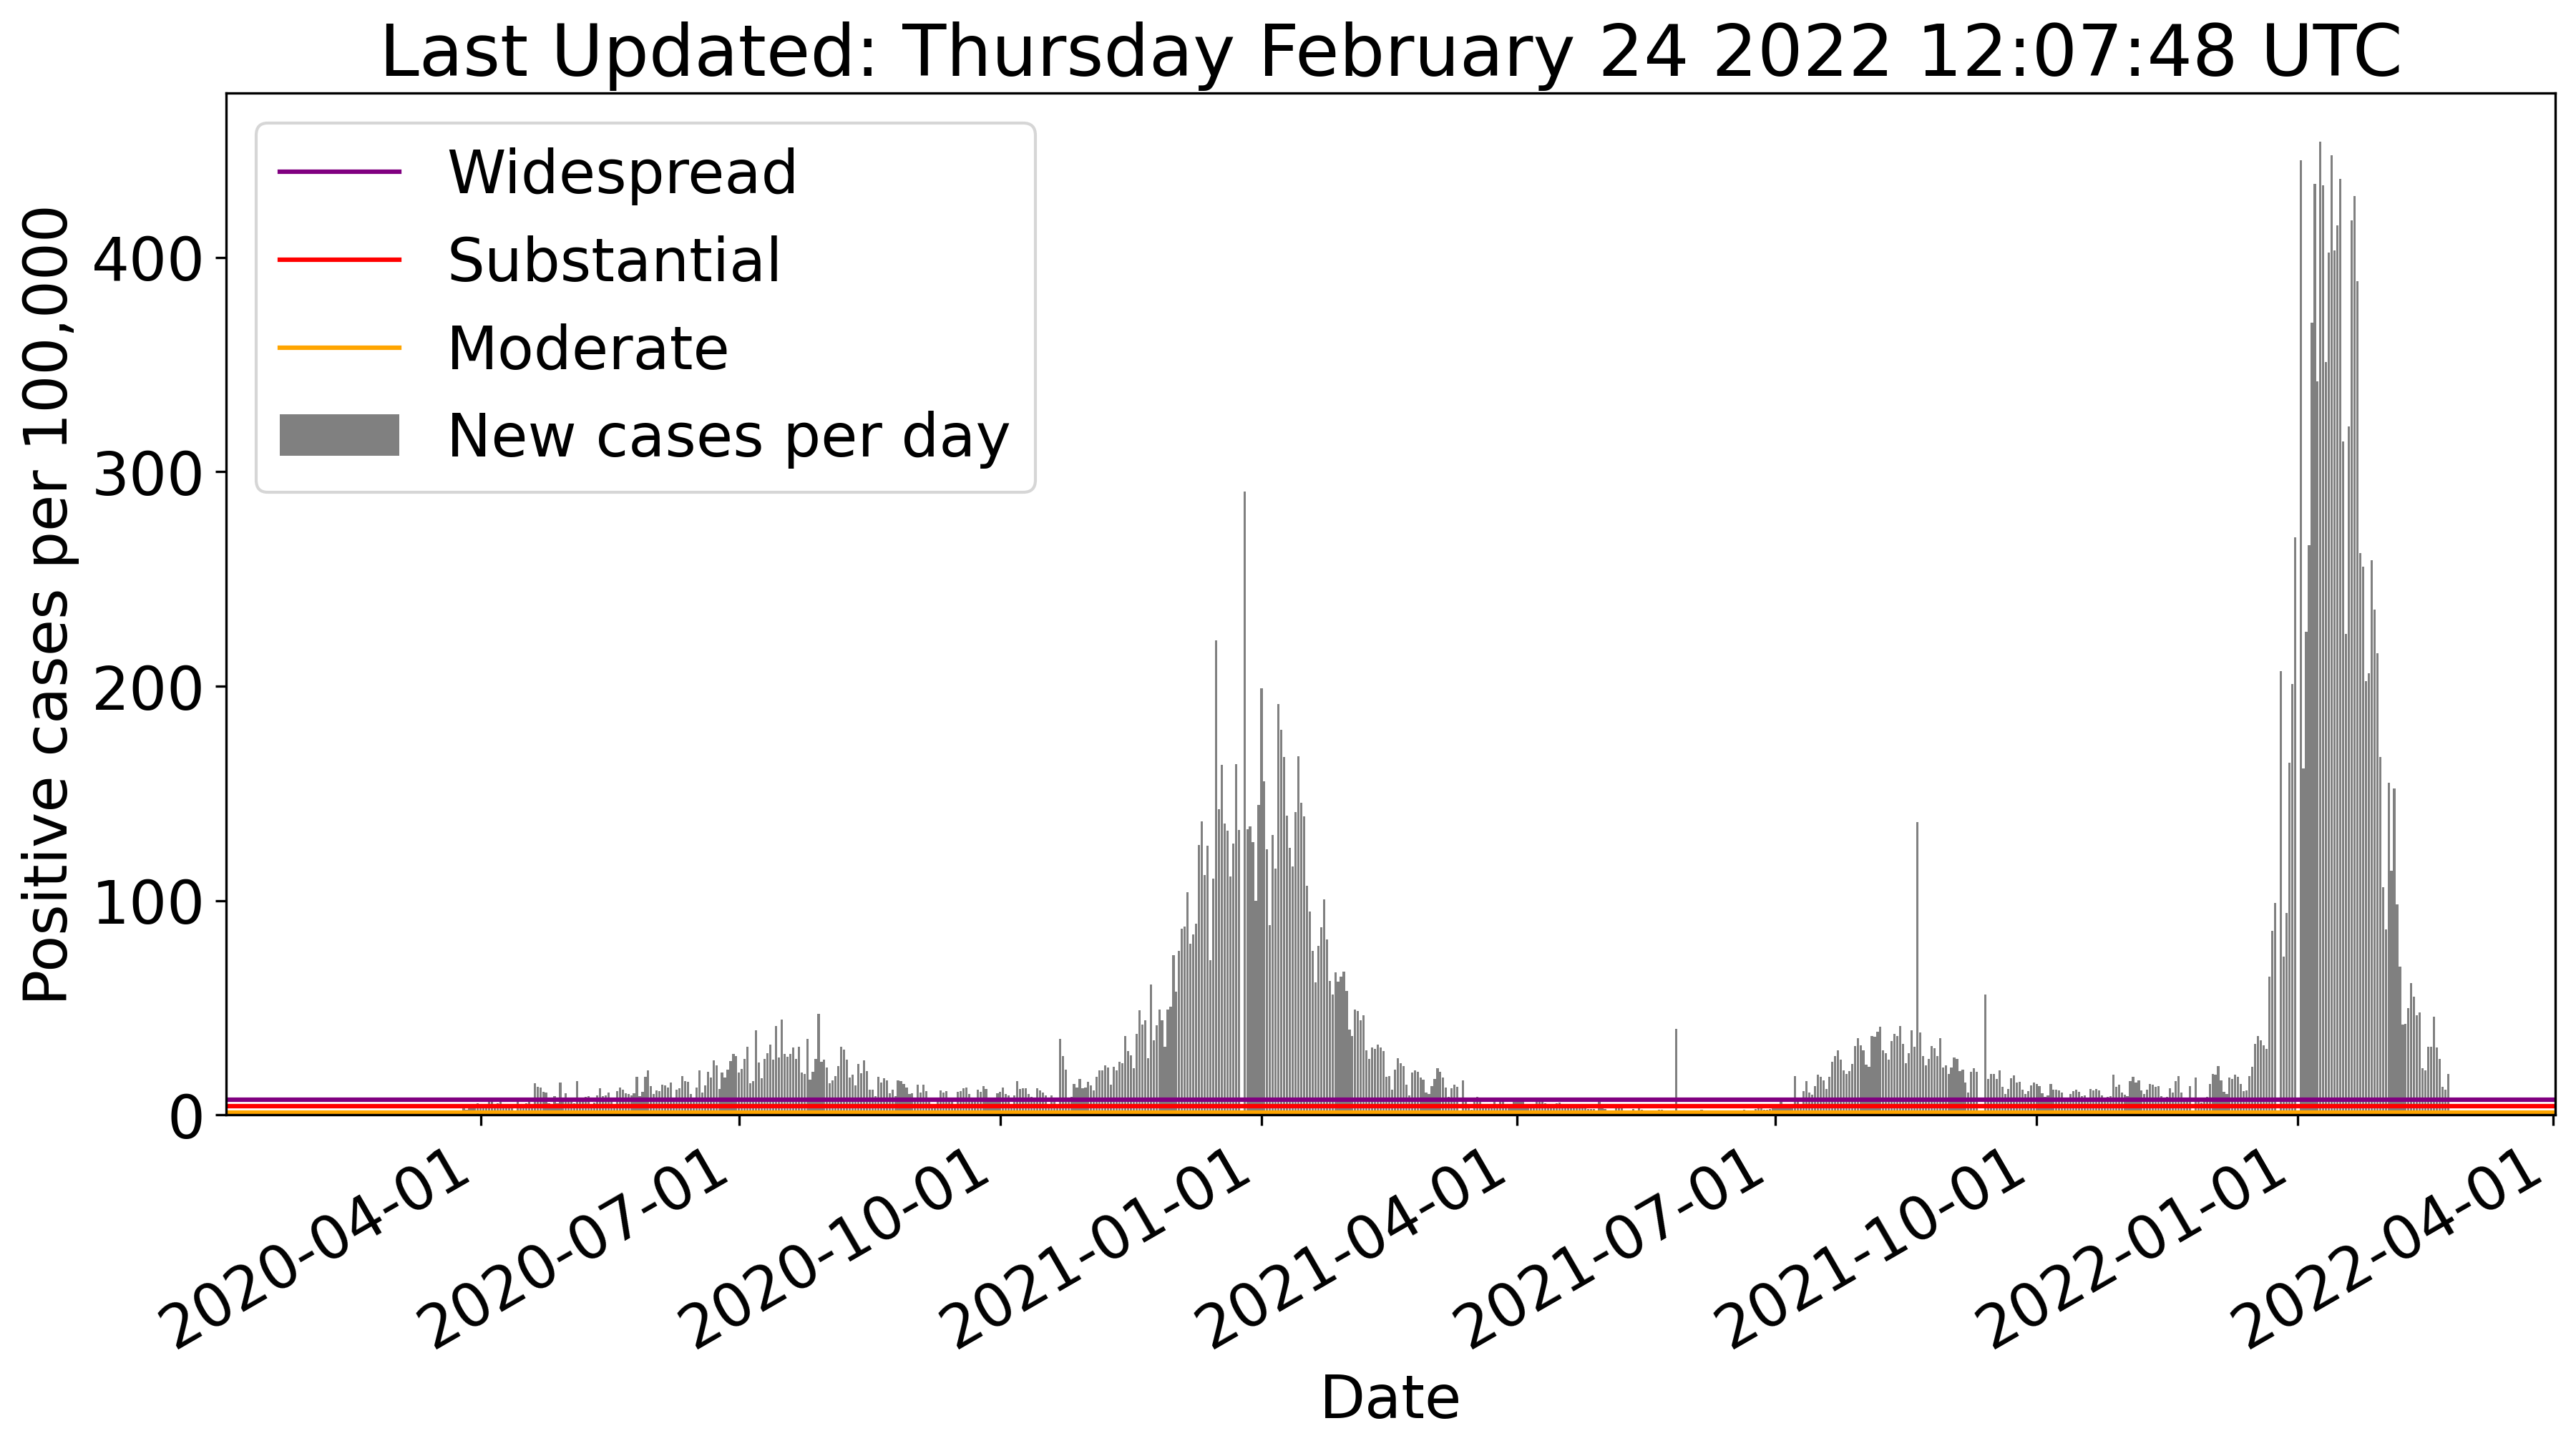 Last Updated: Thursday February 24 2022 12:07:48 UTC
Widespread
Substantial
Moderate
New cases per day
Positive cases per 100,000
400
300
200
100
0
2020-04-01
2020-07-01
2020-10-01
2021-01-01
2021-04-01
2021-07-01
2021-10-01
2022-01-01
2022-04-01
Date